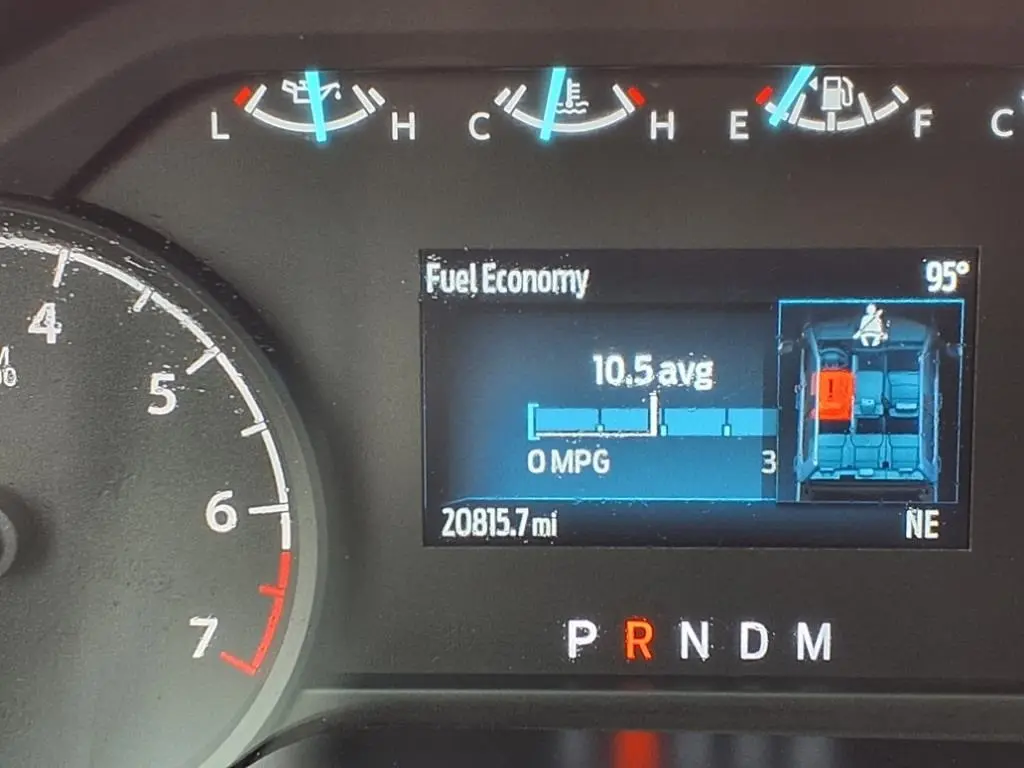 L H C H E F C
Fuel Economy 95°
4
10.5 avg
5
0 MPG 3
6
20815.7 mi NE
7
P R N D M